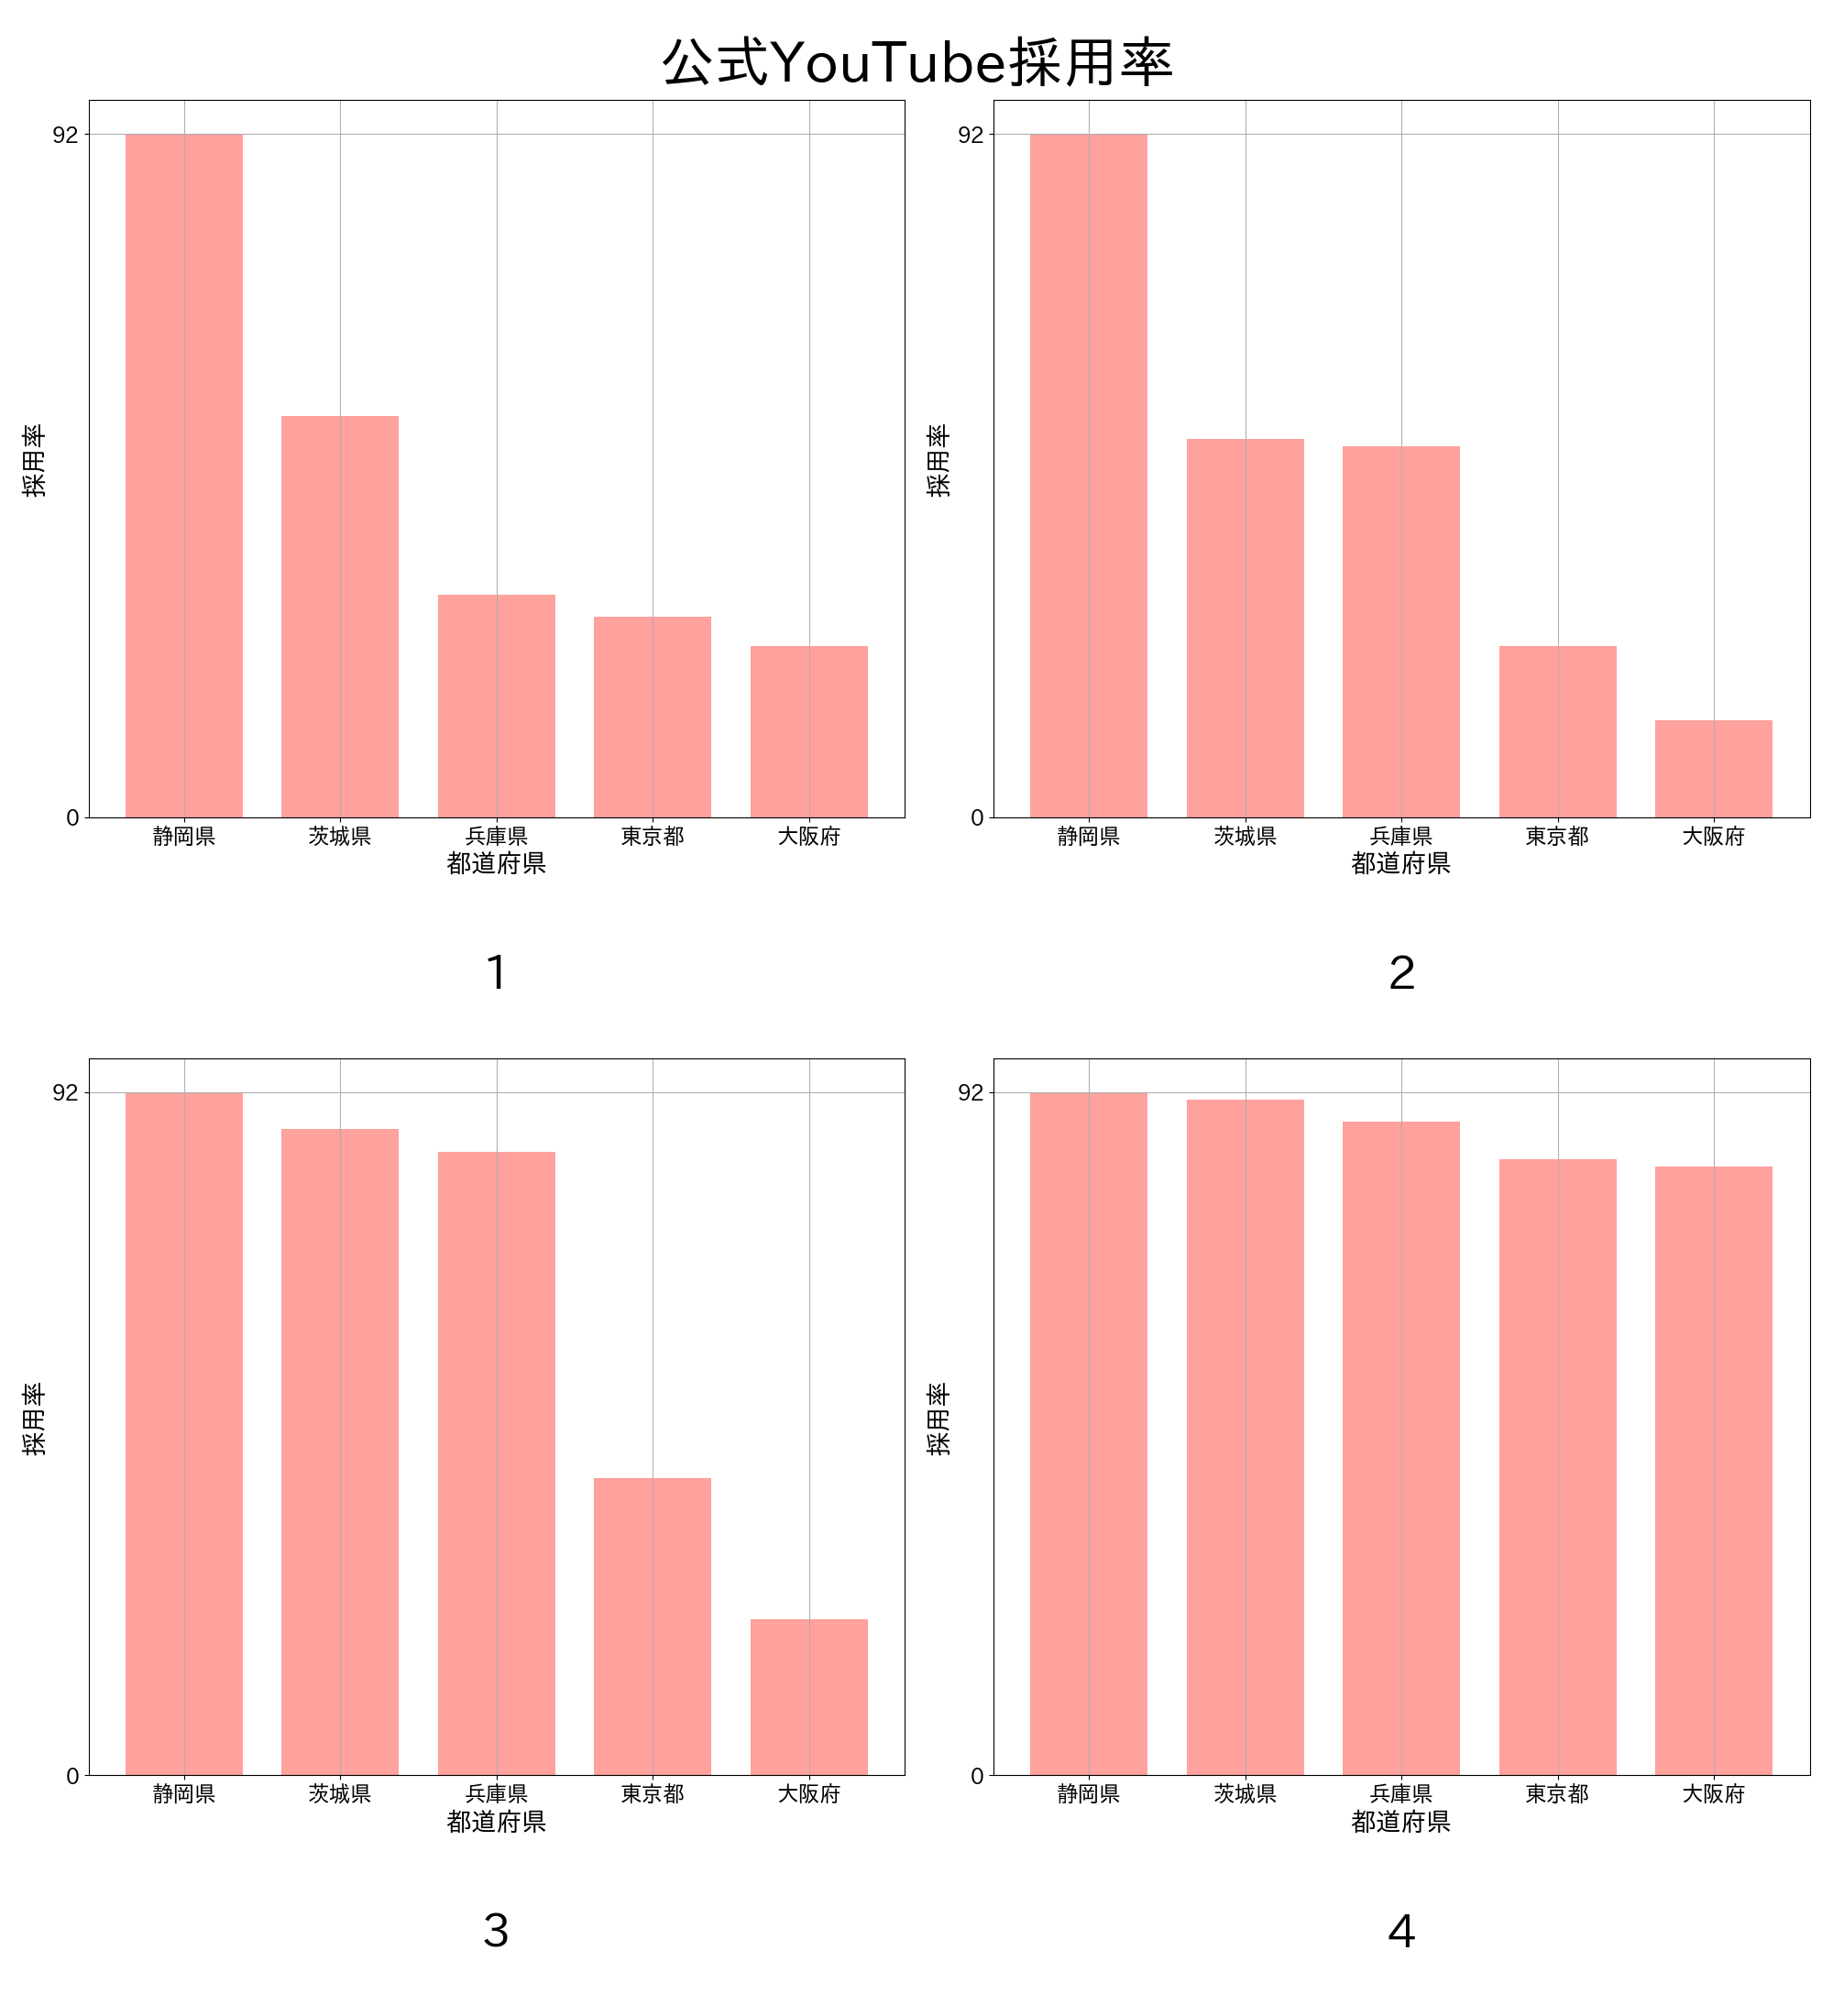 公式YouTube採用率
92
0
採用率
静岡県 茨城県 兵庫県 東京都 大阪府
都道府県
1
92
0
採用率
静岡県 茨城県 兵庫県 東京都 大阪府
都道府県
2
92
0
採用率
静岡県 茨城県 兵庫県 東京都 大阪府
都道府県
3
92
0
採用率
静岡県 茨城県 兵庫県 東京都 大阪府
都道府県
4